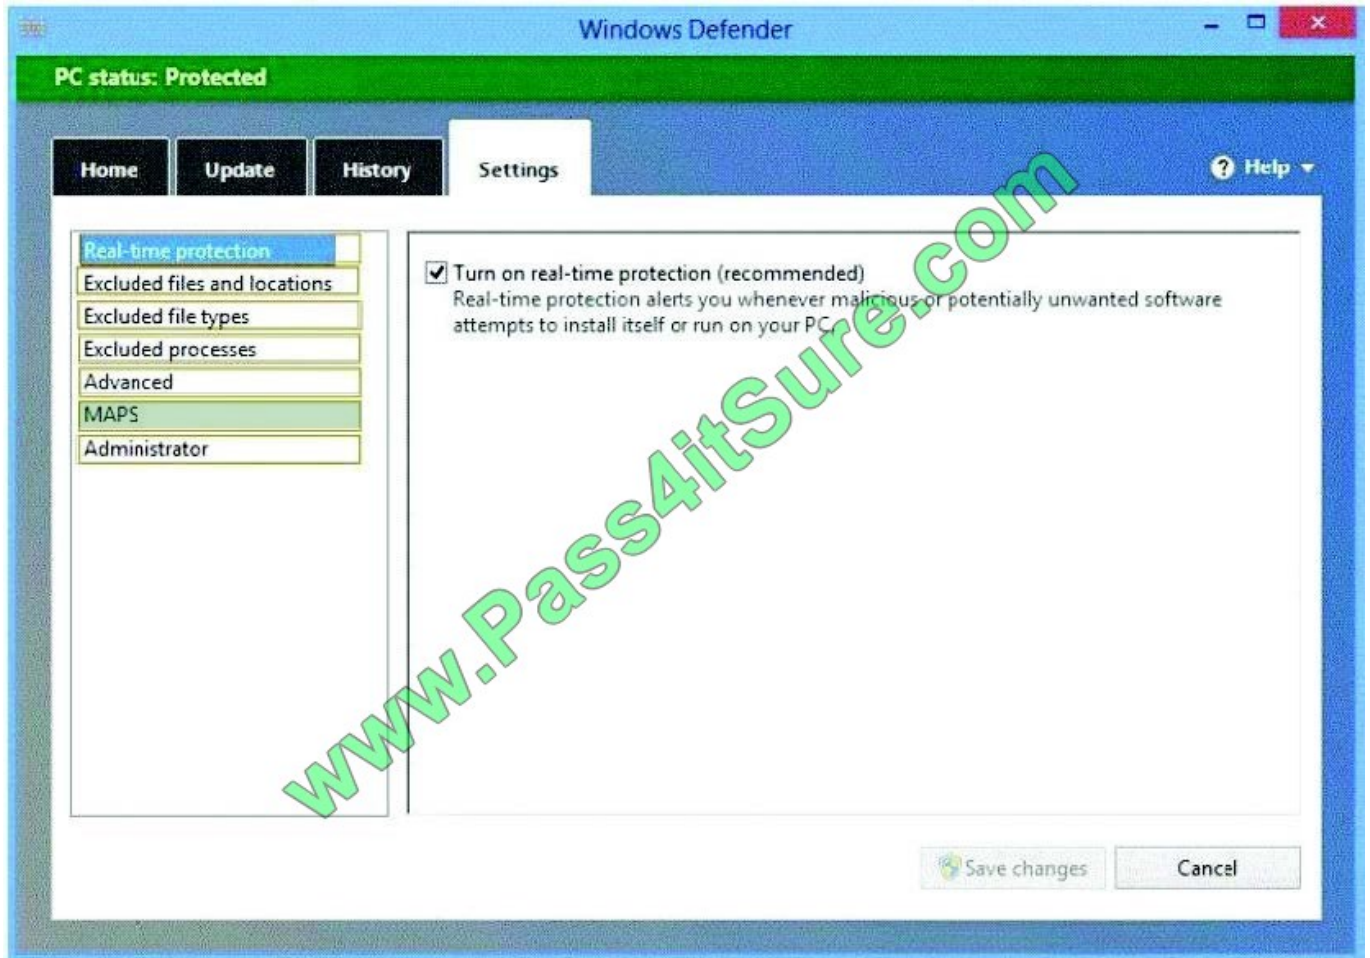 Windows Defender
PC status: Protected
Home
Update
History
Settings
Help
Real-time protection
Excluded files and locations
Excluded file types
Excluded processes
Advanced
MAPS
Administrator
Turn on real-time protection (recommended)
Real-time protection alerts you whenever malicious or potentially unwanted software
attempts to install itself or run on your PC.
www.Pass4itSure.com
Save changes
Cancel